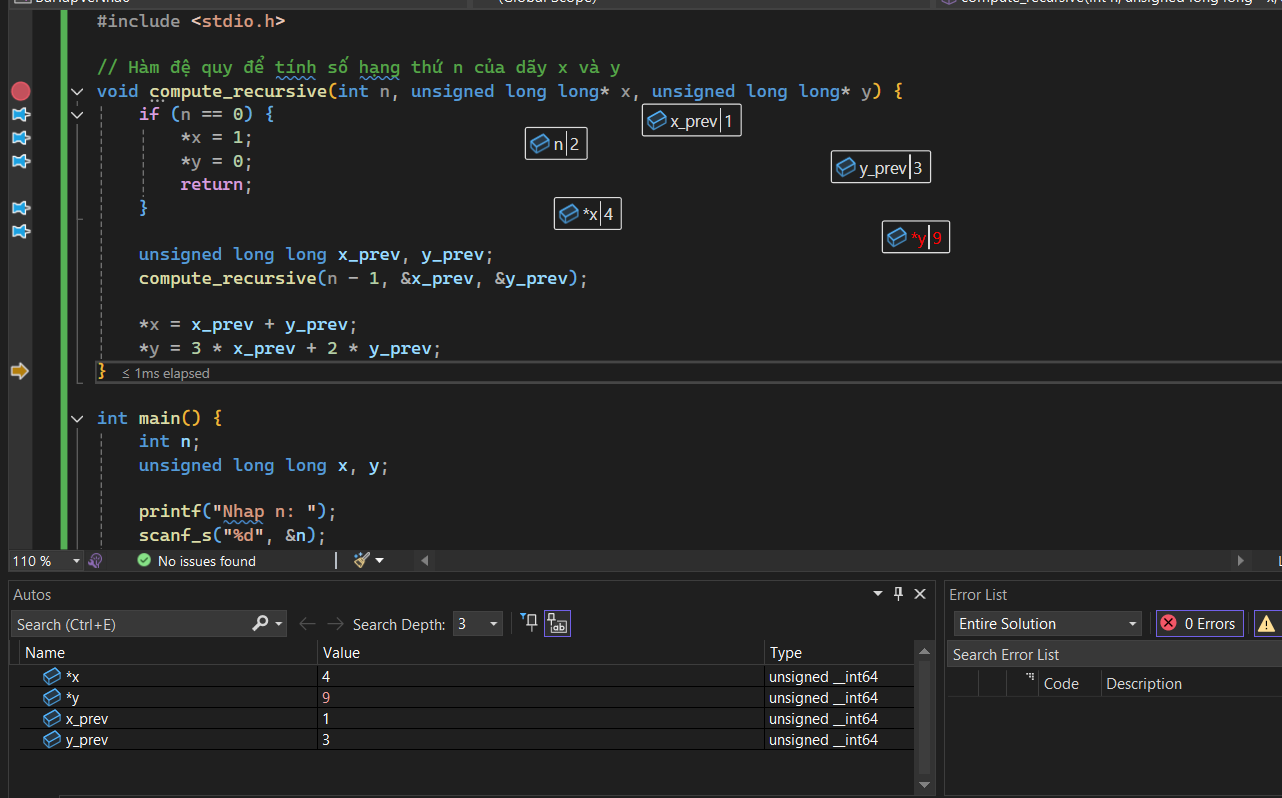 (Global Scope)
#include <stdio.h>
// Hàm đệ quy để tính số hạng thứ n của dãy x và y
void compute_recursive(int n, unsigned long long* x, unsigned long long* y) {
if (n == 0) {
x_prev 1
*x = 1;
n 2
*y = 0;
y_prev 3
return;
}
*x 4
*y 9
unsigned long long x_prev, y_prev;
compute_recursive(n - 1, &x_prev, &y_prev);
*x = x_prev + y_prev;
*y = 3 * x_prev + 2 * y_prev;
} ≤ 1ms elapsed
int main() {
int n;
unsigned long long x, y;
printf("Nhap n: ");
scanf_s("%d", &n);
110 % No issues found
Autos
Search (Ctrl+E) Search Depth: 3
Name Value Type
*x 4 unsigned __int64
*y 9 unsigned __int64
x_prev 1 unsigned __int64
y_prev 3 unsigned __int64
Error List
Entire Solution 0 Errors
Search Error List
Code Description